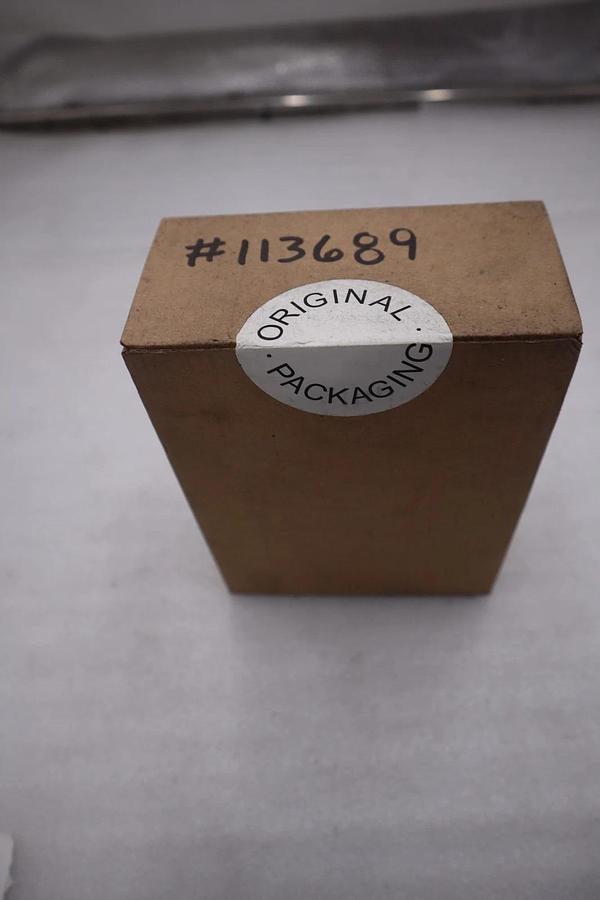 #113689
ORIGINAL ·
· PACKAGING